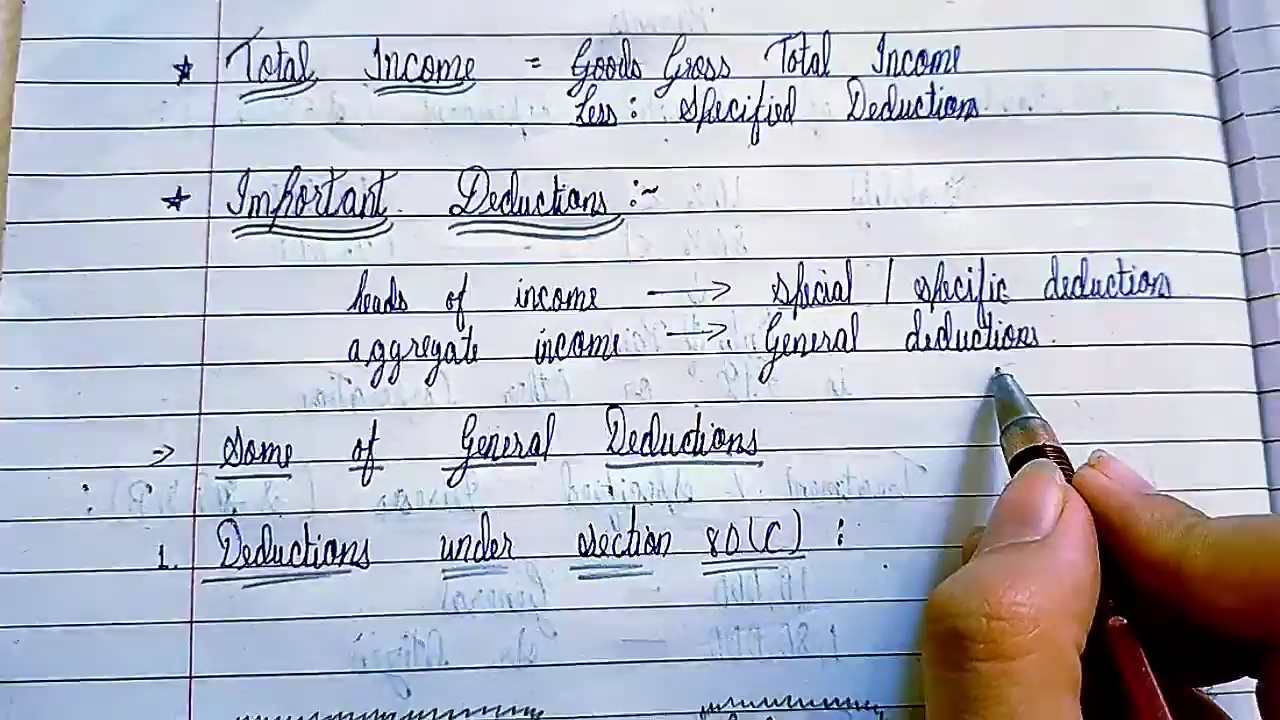 ★ Total Income = Goods Gross Total Income
Less: Specified Deductions
★ Important Deductions :~
heads of income → special / specific deduction
aggregate income → General deductions.
→ Some of General Deductions
1. Deductions under section 80(C) :